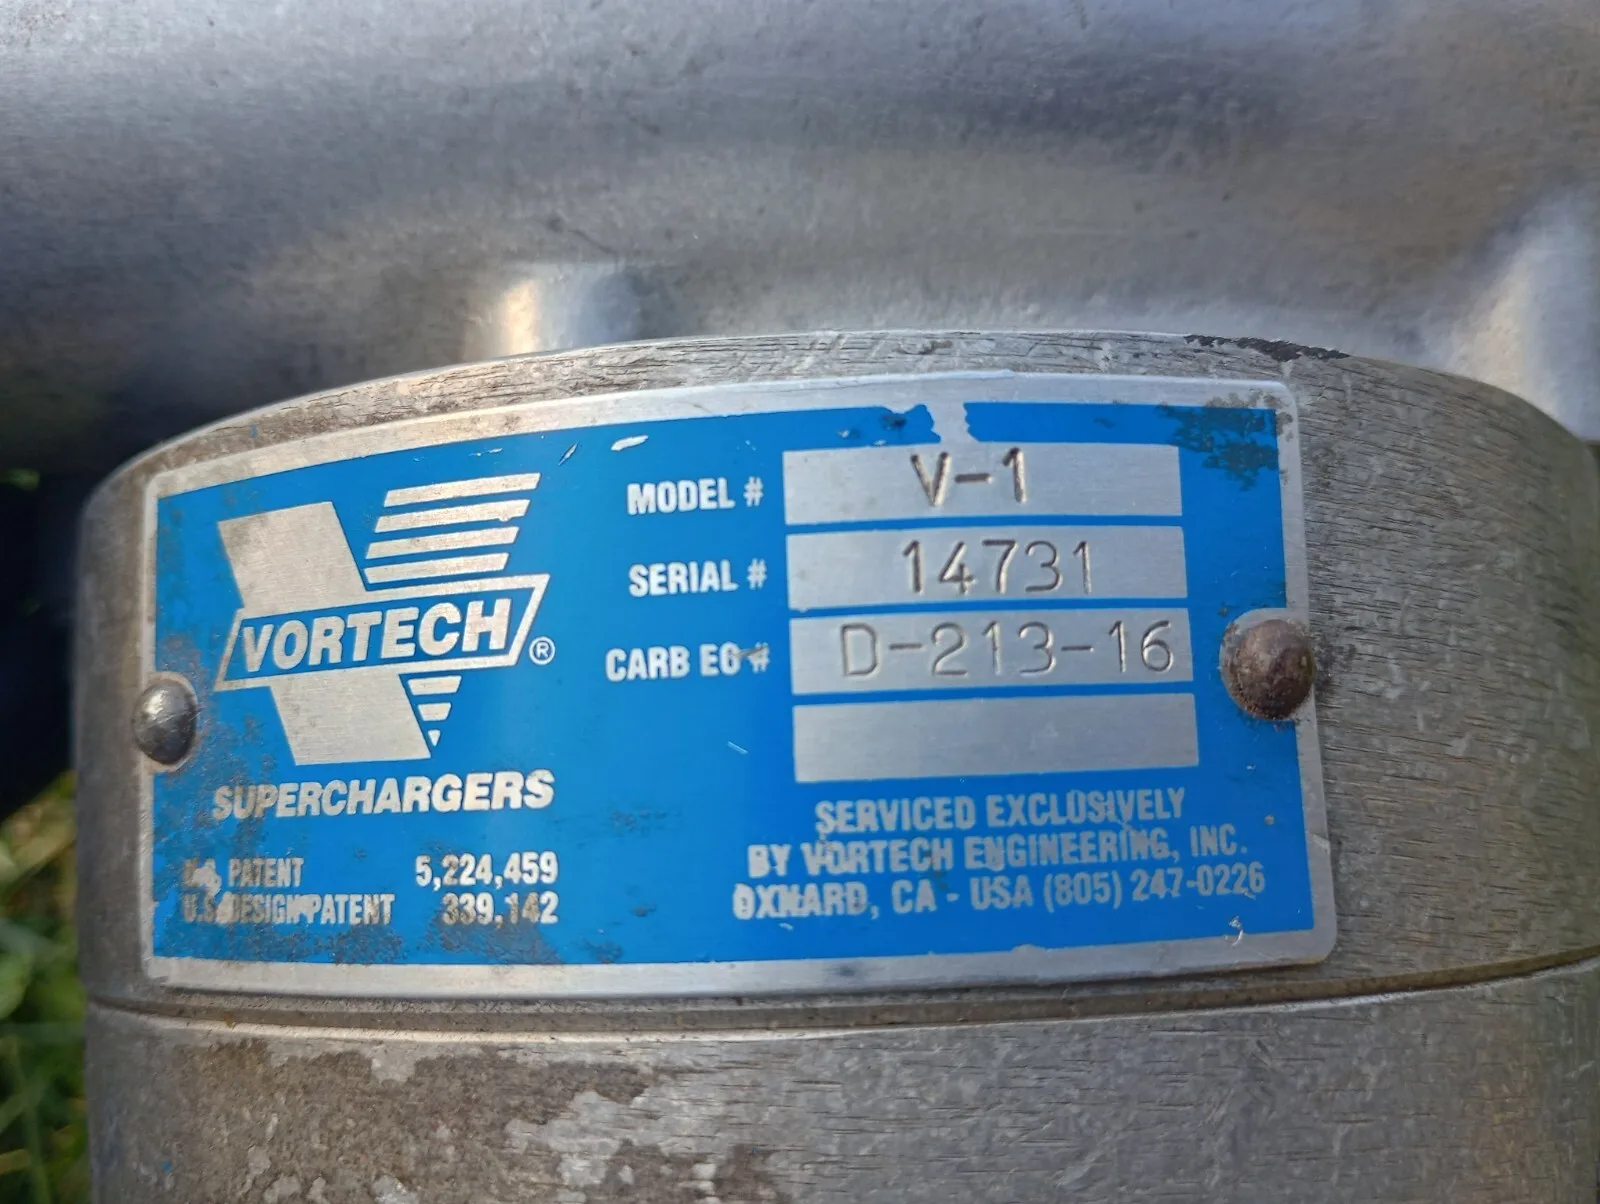 MODEL # V-1
SERIAL # 14731
CARB EO # D-213-16
VORTECH®
SUPERCHARGERS
U.S. PATENT 5,224,459
U.S. DESIGN PATENT 339,142
SERVICED EXCLUSIVELY
BY VORTECH ENGINEERING, INC.
OXNARD, CA - USA (805) 247-0226